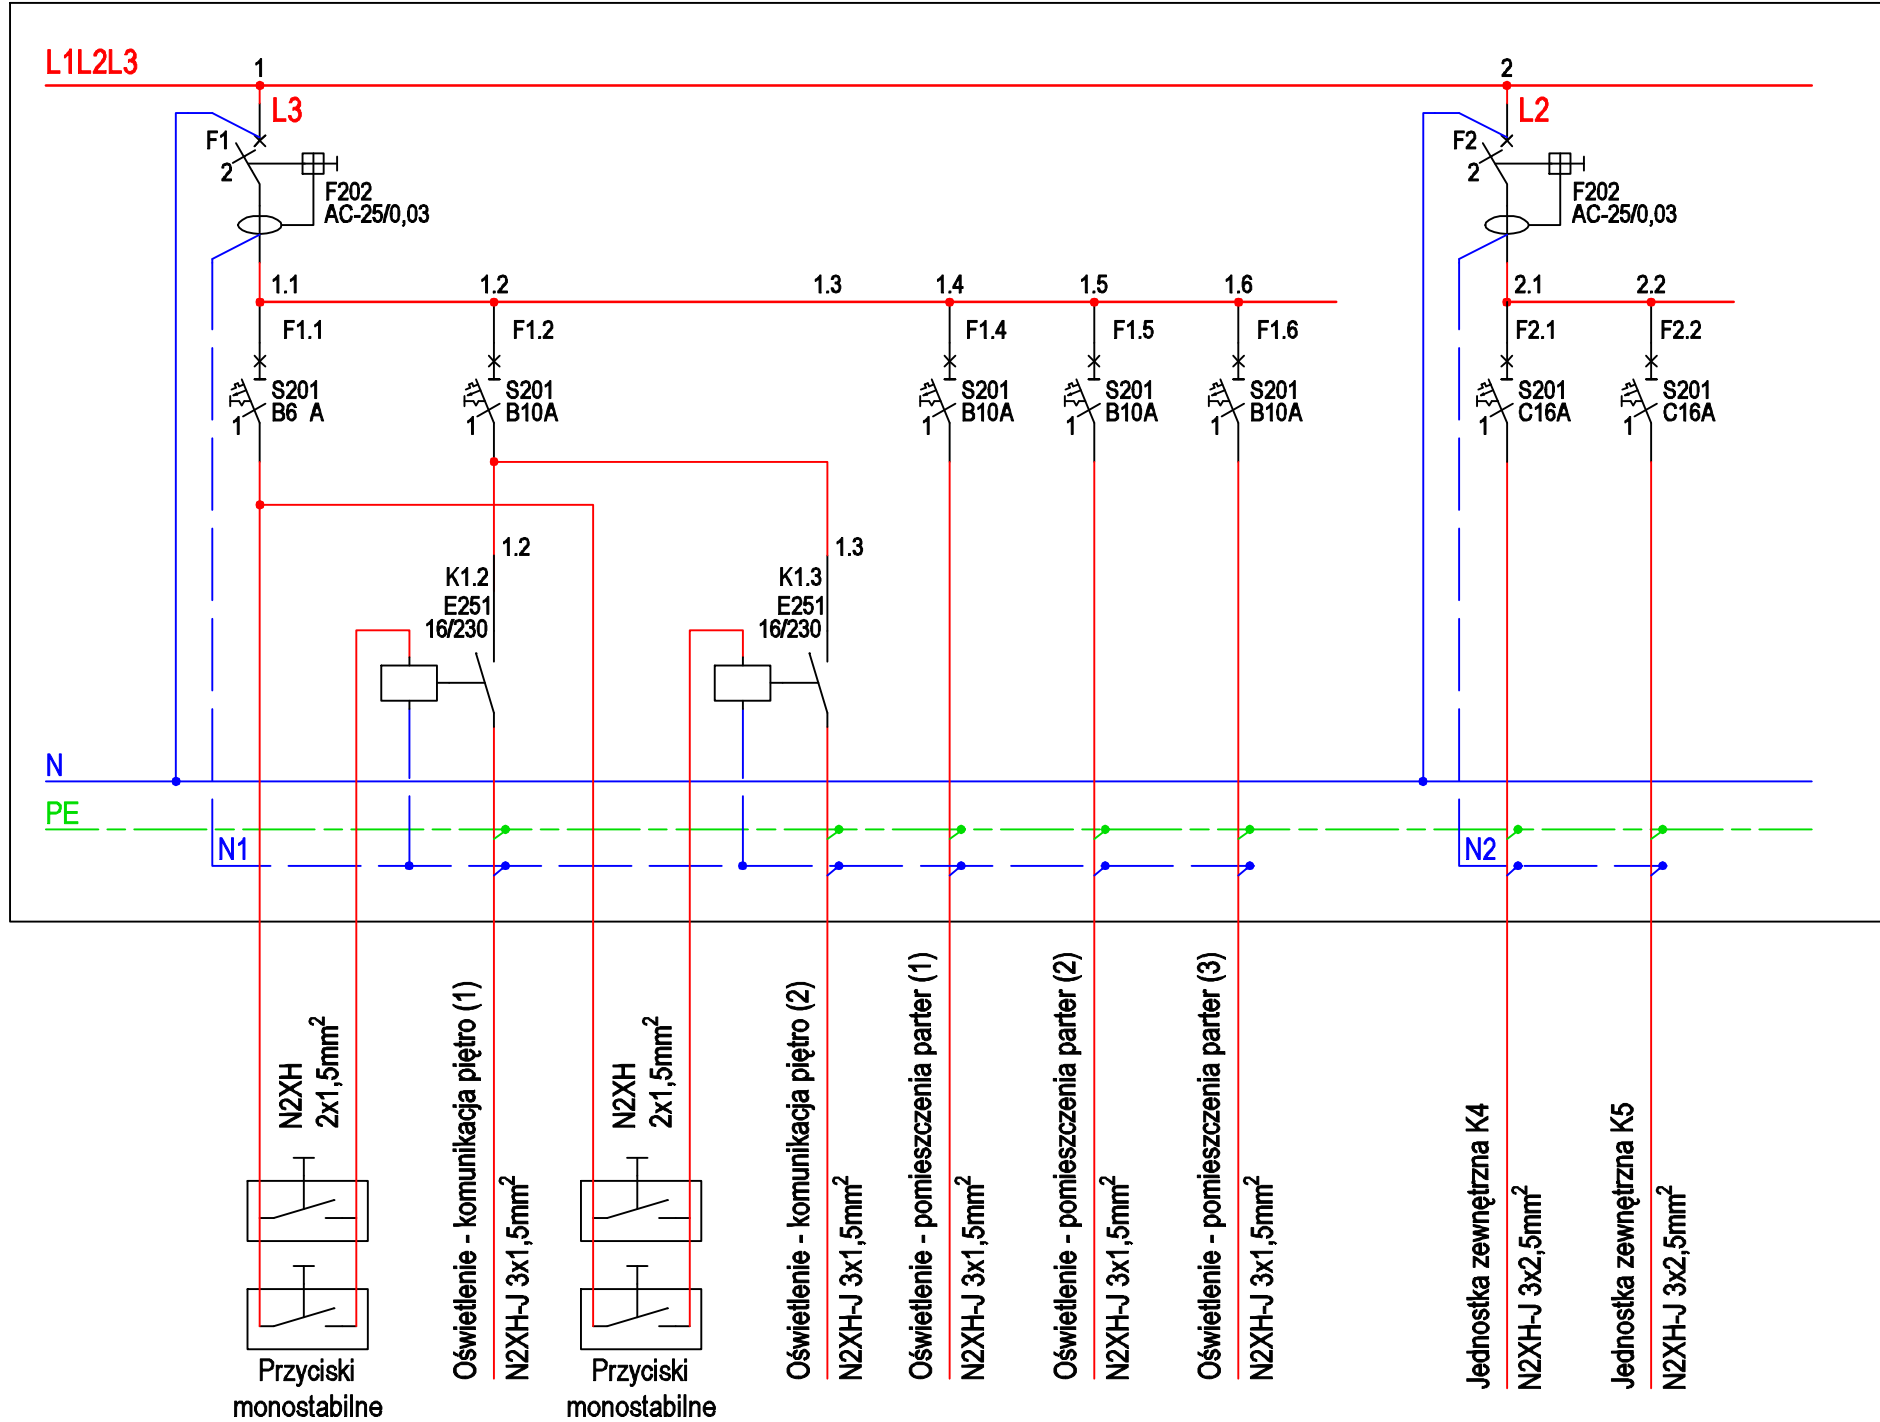 L1L2L3
1
2
L3
L2
F1
2
F202
AC-25/0,03
F2
2
F202
AC-25/0,03
1.1
1.2
1.3
1.4
1.5
1.6
2.1
2.2
F1.1
F1.2
F1.4
F1.5
F1.6
F2.1
F2.2
S201
B6 A
1
S201
B10A
1
S201
B10A
1
S201
B10A
1
S201
B10A
1
S201
C16A
1
S201
C16A
1
1.2
K1.2
E251
16/230
1.3
K1.3
E251
16/230
N
PE
N1
N2
N2XH
2x1,5mm²
Oświetlenie - komunikacja piętro (1)
N2XH-J 3x1,5mm²
N2XH
2x1,5mm²
Oświetlenie - komunikacja piętro (2)
N2XH-J 3x1,5mm²
Oświetlenie - pomieszczenia parter (1)
N2XH-J 3x1,5mm²
Oświetlenie - pomieszczenia parter (2)
N2XH-J 3x1,5mm²
Oświetlenie - pomieszczenia parter (3)
N2XH-J 3x1,5mm²
Jednostka zewnętrzna K4
N2XH-J 3x2,5mm²
Jednostka zewnętrzna K5
N2XH-J 3x2,5mm²
Przyciski
monostabilne
Przyciski
monostabilne